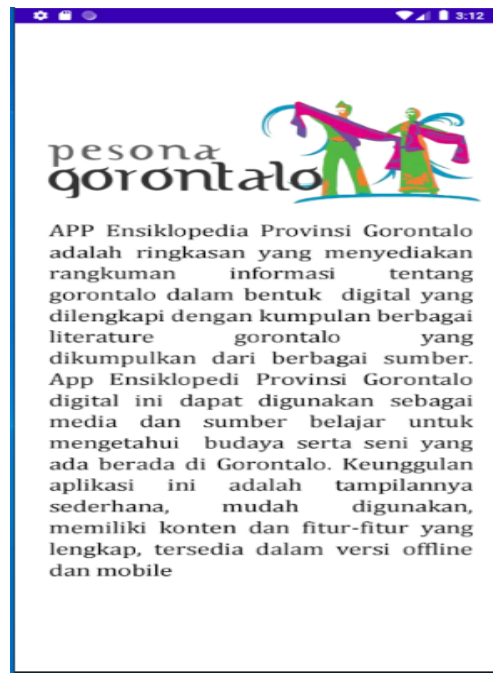 3:12
pesona
gorontalo
APP Ensiklopedia Provinsi Gorontalo
adalah ringkasan yang menyediakan
rangkuman informasi tentang
gorontalo dalam bentuk digital yang
dilengkapi dengan kumpulan berbagai
literature gorontalo yang
dikumpulkan dari berbagai sumber.
App Ensiklopedi Provinsi Gorontalo
digital ini dapat digunakan sebagai
media dan sumber belajar untuk
mengetahui budaya serta seni yang
ada berada di Gorontalo. Keunggulan
aplikasi ini adalah tampilannya
sederhana, mudah digunakan,
memiliki konten dan fitur-fitur yang
lengkap, tersedia dalam versi offline
dan mobile